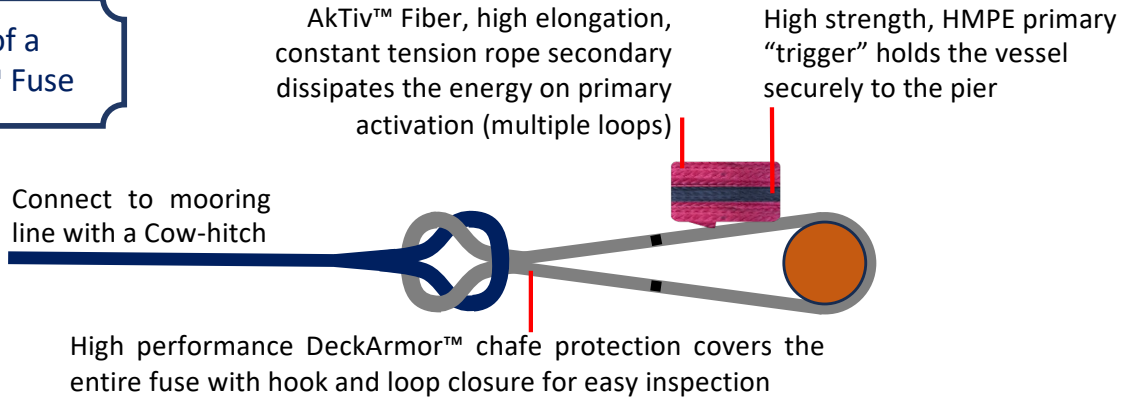 of a
Fuse
AkTiv™ Fiber, high elongation,
constant tension rope secondary
dissipates the energy on primary
activation (multiple loops)
High strength, HMPE primary
“trigger” holds the vessel
securely to the pier
Connect to mooring
line with a Cow-hitch
High performance DeckArmor™ chafe protection covers the
entire fuse with hook and loop closure for easy inspection